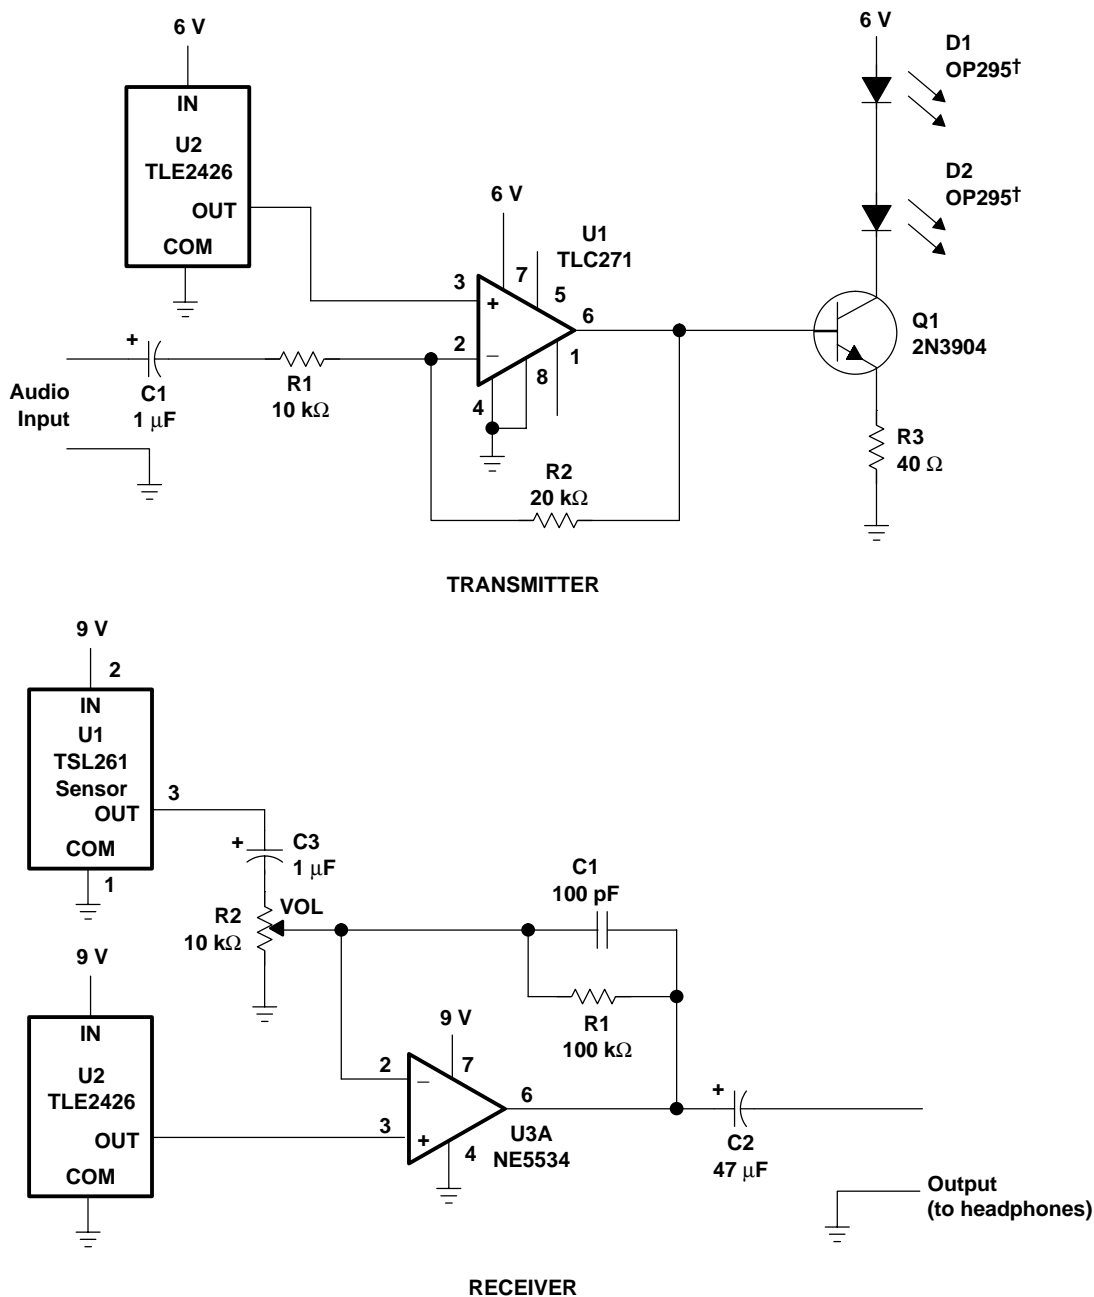 6 V
IN
U2
TLE2426
OUT
COM
6 V
U1
TLC271
3
+
7
5
6
2
–
8
1
4
Audio
Input
+
C1
1 μF
R1
10 kΩ
R2
20 kΩ
6 V
D1
OP295†
D2
OP295†
Q1
2N3904
R3
40 Ω
TRANSMITTER
9 V
2
IN
U1
TSL261
Sensor
OUT
3
COM
1
+
C3
1 μF
R2
10 kΩ
VOL
C1
100 pF
R1
100 kΩ
9 V
IN
U2
TLE2426
OUT
COM
9 V
7
2
–
3
+
6
4
U3A
NE5534
+
C2
47 μF
Output
(to headphones)
RECEIVER